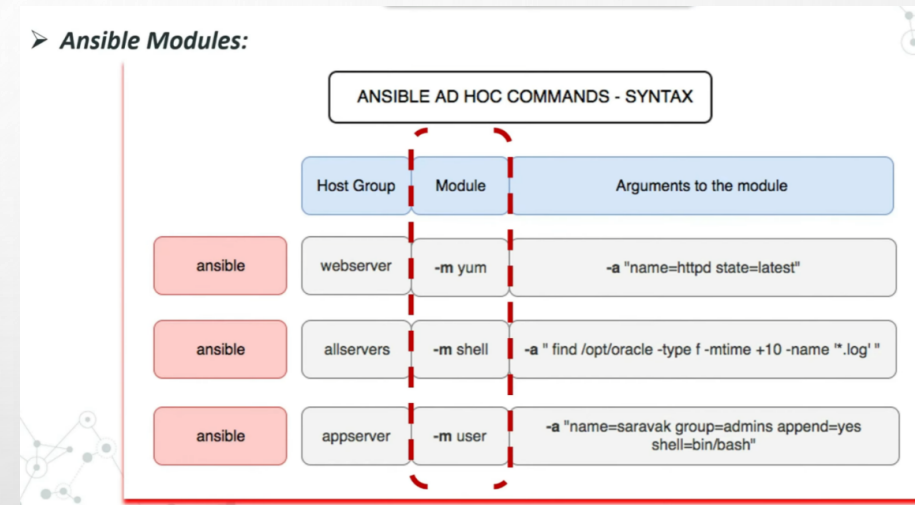 ➢ Ansible Modules:
ANSIBLE AD HOC COMMANDS - SYNTAX
Host Group Module Arguments to the module
ansible webserver -m yum -a "name=httpd state=latest"
ansible allservers -m shell -a " find /opt/oracle -type f -mtime +10 -name '*.log' "
ansible appserver -m user -a "name=saravak group=admins append=yes
shell=bin/bash"